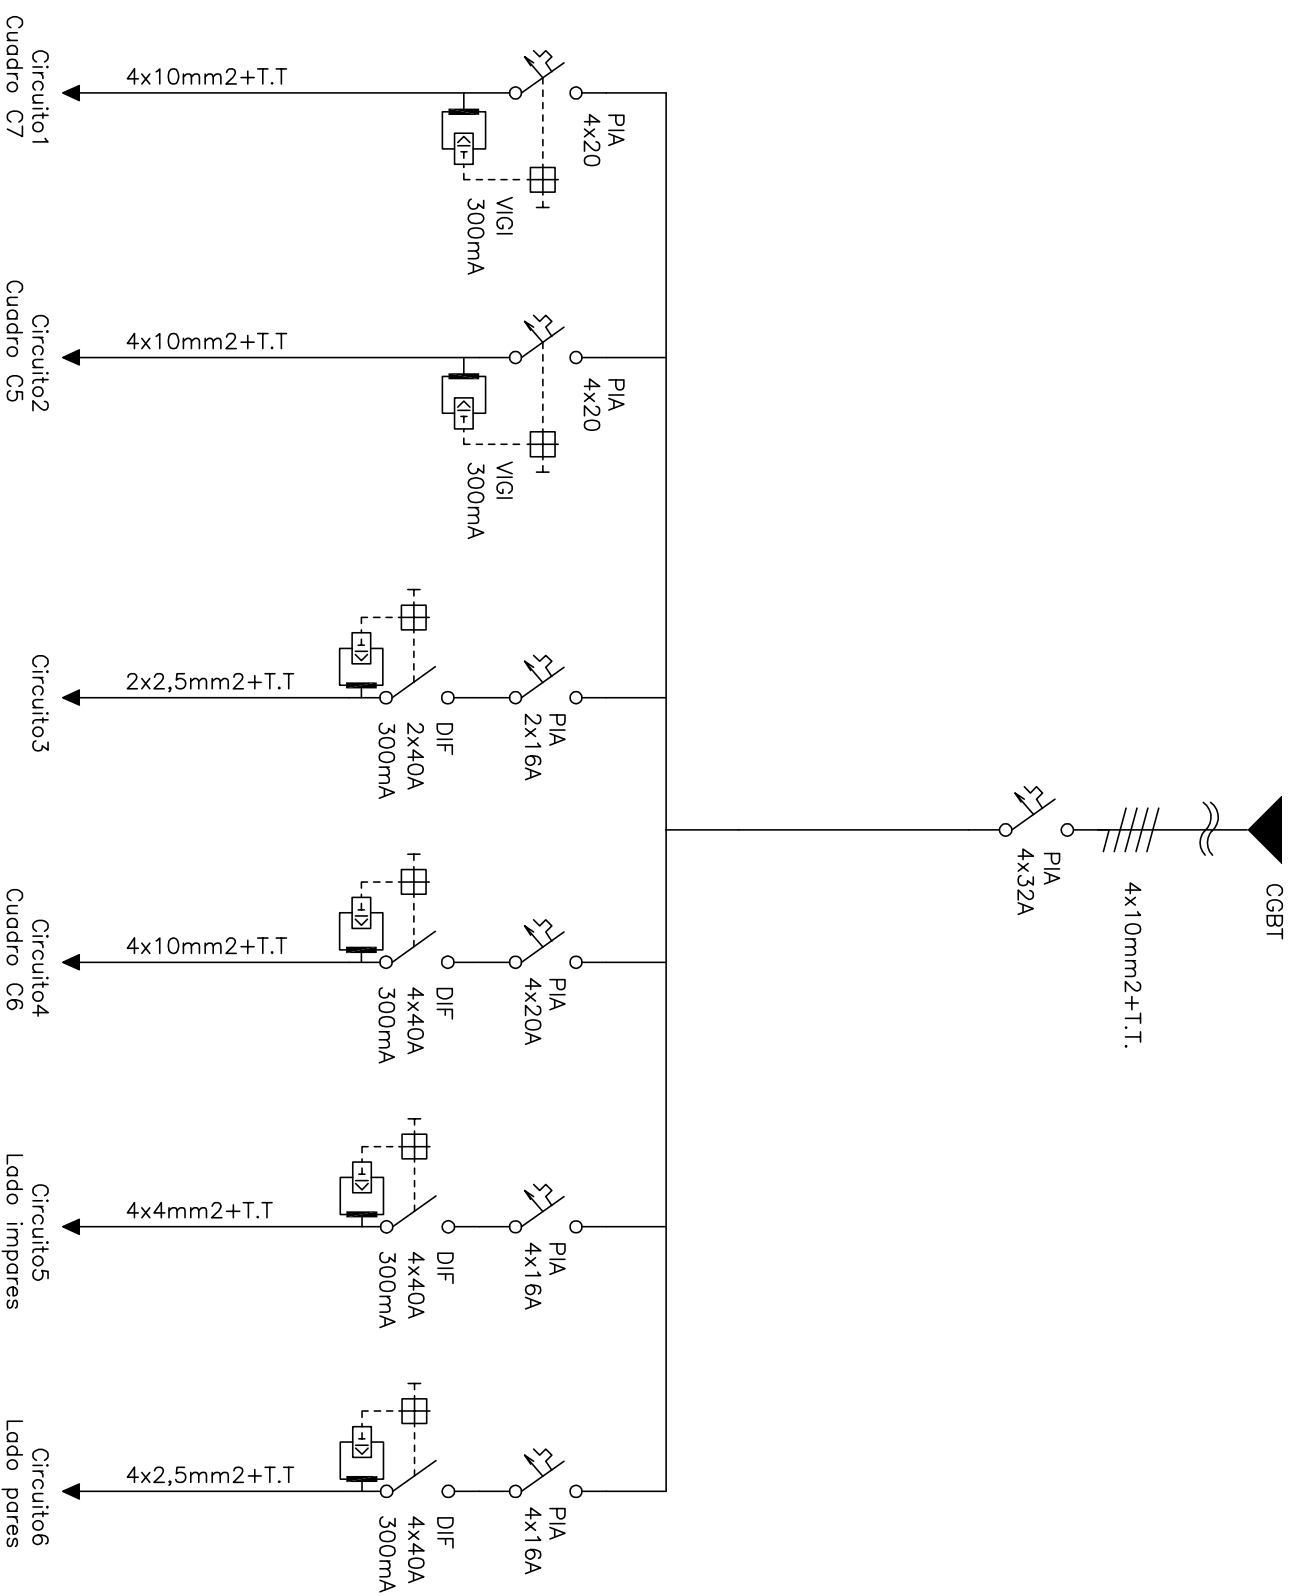 CGBT
4x10mm2+T.T.
PIA
4x32A
PIA
4x20
VIGI
300mA
4x10mm2+T.T
Circuito1
Cuadro C7
PIA
4x20
VIGI
300mA
4x10mm2+T.T
Circuito2
Cuadro C5
PIA
2x16A
DIF
2x40A
300mA
2x2,5mm2+T.T
Circuito3
PIA
4x20A
DIF
4x40A
300mA
4x10mm2+T.T
Circuito4
Cuadro C6
PIA
4x16A
DIF
4x40A
300mA
4x4mm2+T.T
Circuito5
Lado impares
PIA
4x16A
DIF
4x40A
300mA
4x2,5mm2+T.T
Circuito6
Lado pares